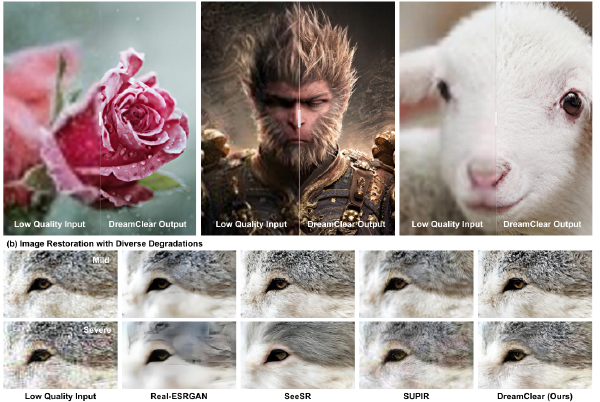 Low Quality Input DreamClear Output Low Quality Input DreamClear Output Low Quality Input DreamClear Output
(b) Image Restoration with Diverse Degradations
Mild
Severe
Low Quality Input Real-ESRGAN SeeSR SUPIR DreamClear (Ours)